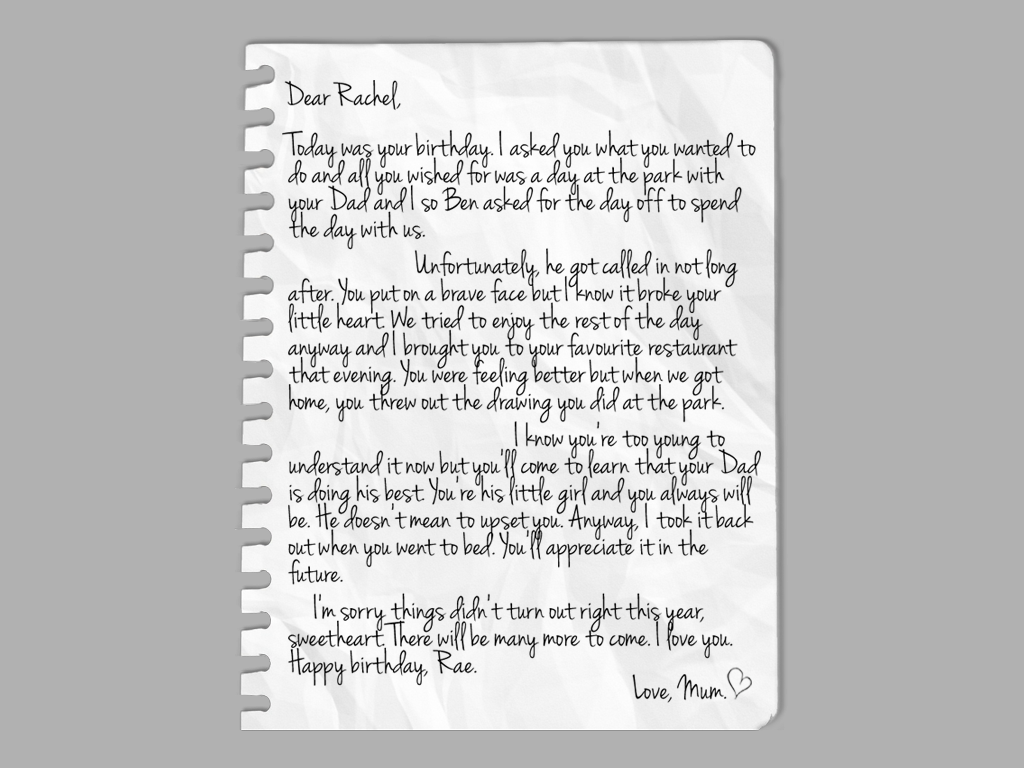 Dear Rachel,
Today was your birthday. I asked you what you wanted to
do and all you wished for was a day at the park with
your Dad and I so Ben asked for the day off to spend
the day with us.
Unfortunately, he got called in not long
after. You put on a brave face but I know it broke your
little heart. We tried to enjoy the rest of the day
anyway and I brought you to your favourite restaurant
that evening. You were feeling better but when we got
home, you threw out the drawing you did at the park.
I know you're too young to
understand it now but you'll come to learn that your Dad
is doing his best. You're his little girl and you always will
be. He doesn't mean to upset you. Anyway, I took it back
out when you went to bed. You'll appreciate it in the
future.
I'm sorry things didn't turn out right this year,
sweetheart. There will be many more to come. I love you.
Happy birthday, Rae.
Love, Mum.